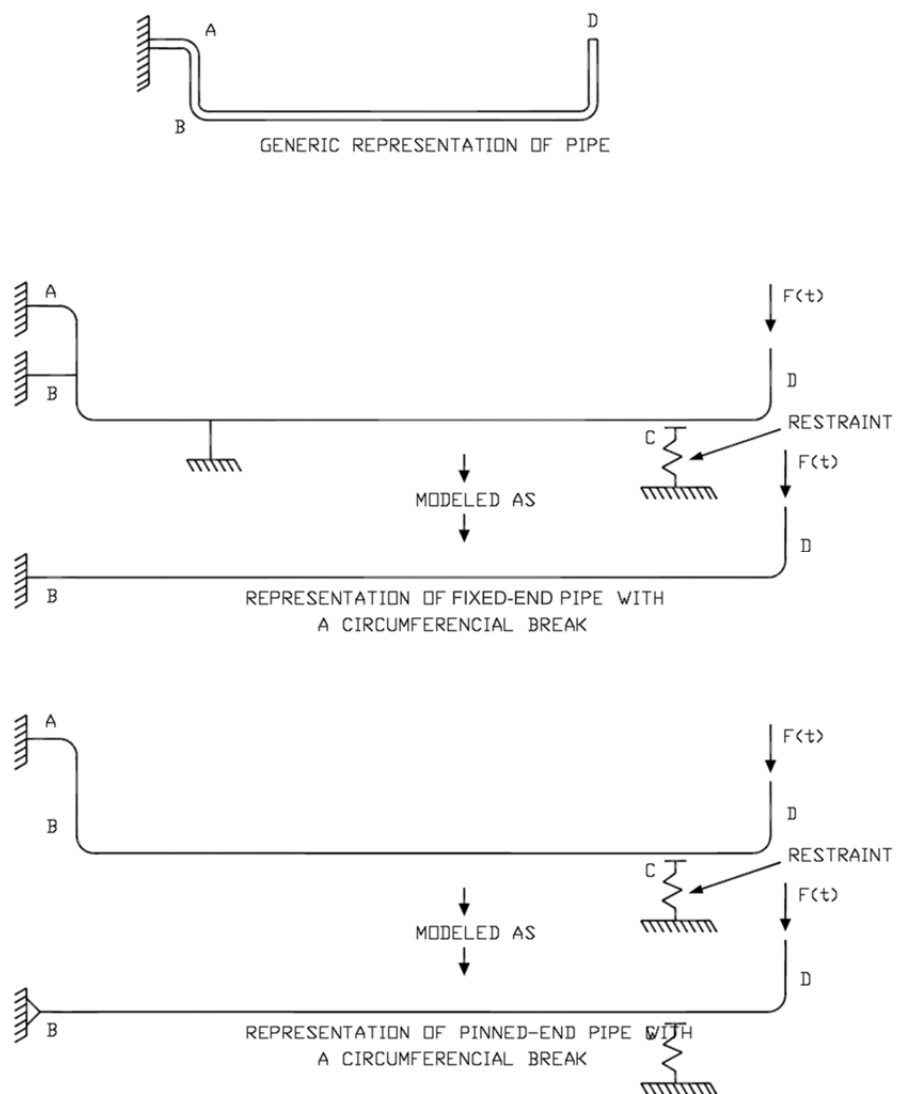 A
D
B
GENERIC REPRESENTATION OF PIPE
A
F(t)
B
D
C
RESTRAINT
F(t)
MODELED AS
D
B
REPRESENTATION OF FIXED-END PIPE WITH
A CIRCUMFERENCIAL BREAK
A
F(t)
B
D
C
RESTRAINT
F(t)
MODELED AS
D
B
REPRESENTATION OF PINNED-END PIPE WITH
C
A CIRCUMFERENCIAL BREAK